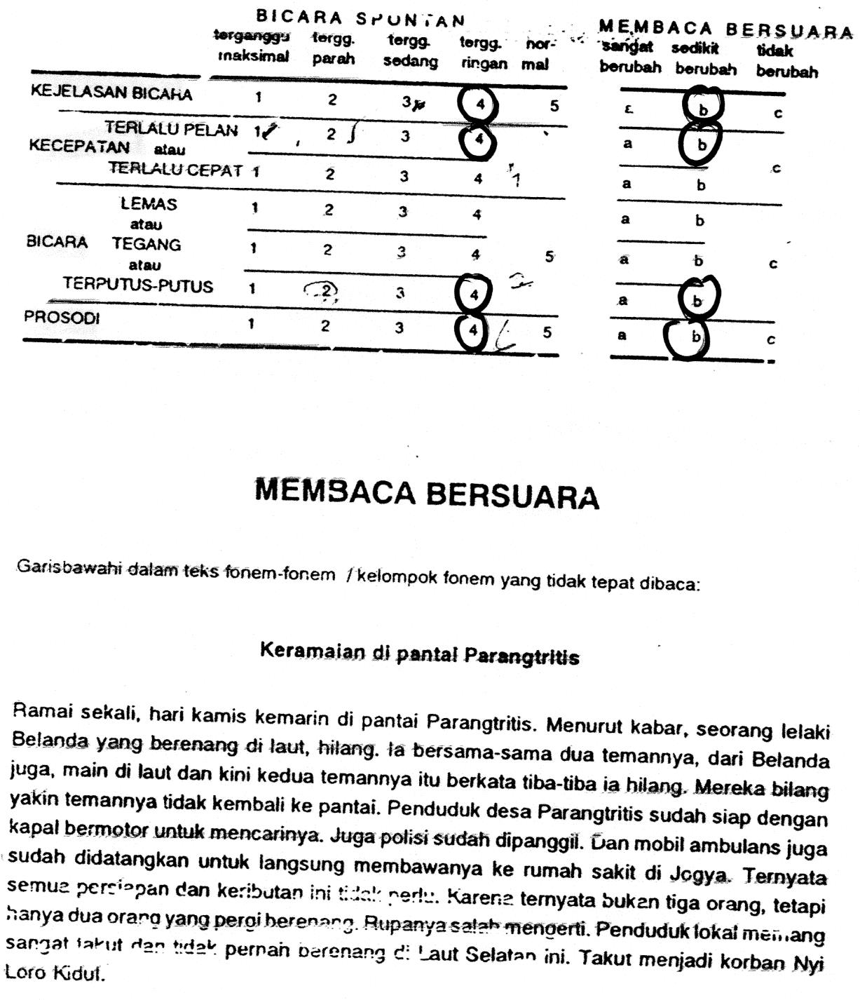 BICARA SPONTAN MEMBACA BERSUARA
terganggu tergg. tergg. tergg. nor- sangat sedikit tidak
maksimal parah sedang ringan mal berubah berubah berubah
KEJELASAN BICARA 1 2 3 4 5 a b c
TERLALU PELAN 1 2 3 4 a b
KECEPATAN atau c
TERLALU CEPAT 1 2 3 4 a b
LEMAS 1 2 3 4 a b
atau
BICARA TEGANG 1 2 3 4 5 a b c
atau
TERPUTUS-PUTUS 1 2 3 4 a b
PROSODI 1 2 3 4 5 a b c
MEMBACA BERSUARA
Garisbawahi dalam teks fonem-fonem / kelompok fonem yang tidak tepat dibaca:
Keramaian di pantai Parangtritis
Ramai sekali, hari kamis kemarin di pantai Parangtritis. Menurut kabar, seorang lelaki
Belanda yang berenang di laut, hilang. Ia bersama-sama dua temannya, dari Belanda
juga, main di laut dan kini kedua temannya itu berkata tiba-tiba ia hilang. Mereka bilang
yakin temannya tidak kembali ke pantai. Penduduk desa Parangtritis sudah siap dengan
kapal bermotor untuk mencarinya. Juga polisi sudah dipanggil. Dan mobil ambulans juga
sudah didatangkan untuk langsung membawanya ke rumah sakit di Jogya. Ternyata
semua persiapan dan keributan ini tidak perlu. Karena ternyata bukan tiga orang, tetapi
hanya dua orang yang pergi berenang. Rupanya salah mengerti. Penduduk lokal memang
sangat takut dan tidak pernah berenang di Laut Selatan ini. Takut menjadi korban Nyi
Loro Kidul.